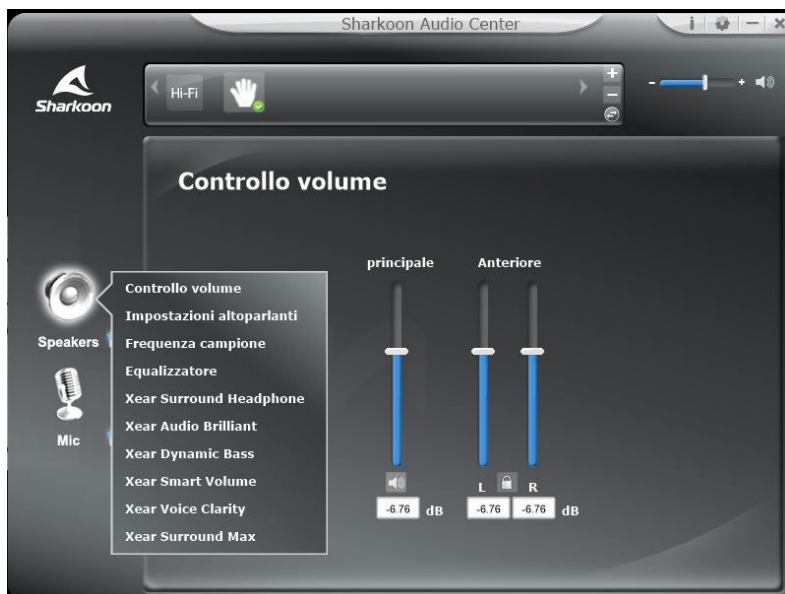 Sharkoon Audio Center
i
Sharkoon
Hi-Fi
Controllo volume
principale
Anteriore
Speakers
Mic
Controllo volume
Impostazioni altoparlanti
Frequenza campione
Equalizzatore
Xear Surround Headphone
Xear Audio Brilliant
Xear Dynamic Bass
Xear Smart Volume
Xear Voice Clarity
Xear Surround Max
L R
-6.76 dB -6.76 -6.76 dB